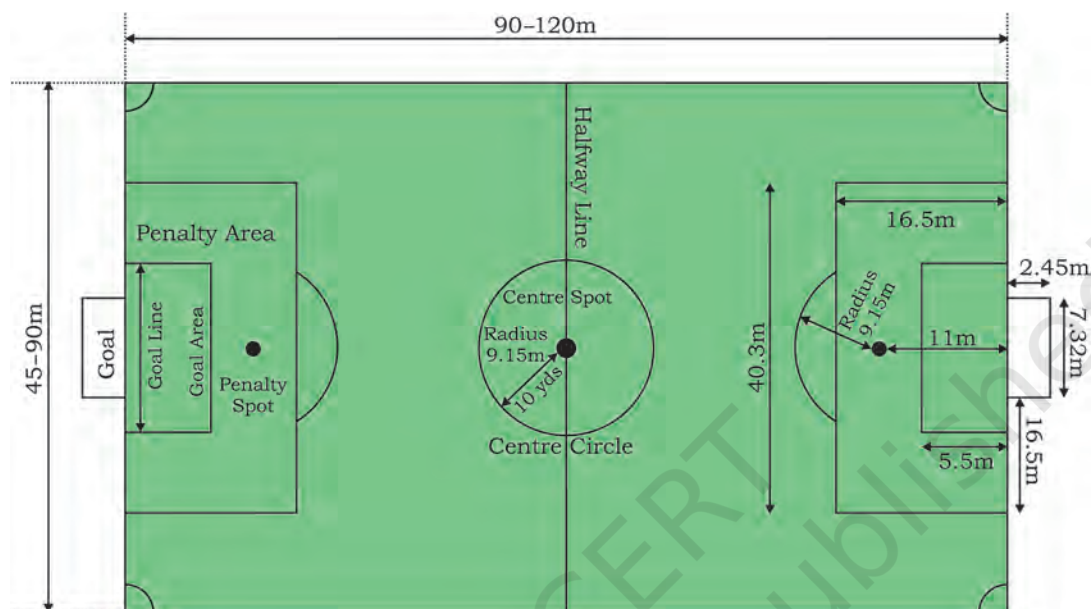 90–120m
Halfway Line
16.5m
Penalty Area
2.45m
Centre Spot
Radius
9.15m
10 yds
Centre Circle
45–90m
Goal
Goal Line
Goal Area
Penalty
Spot
40.3m
Radius
9.15m
11m
7.32m
5.5m
16.5m